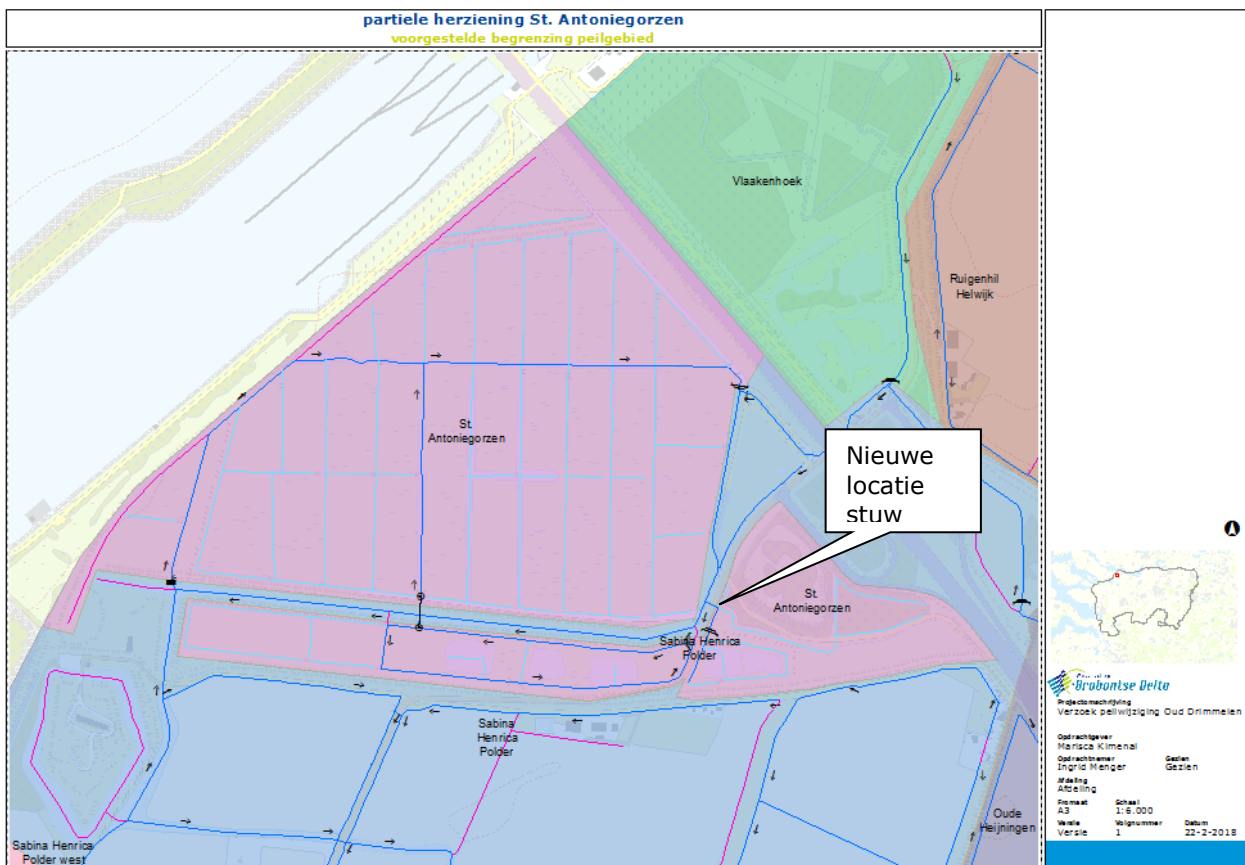 partiele herziening St. Antoniegorzen
voorgestelde begrenzing peilgebied
Vlaakenhoek
Ruigenhil
Helwijk
St.
Antoniegorzen
Nieuwe
locatie
stuw
St.
Antoniegorzen
Sabina Henrica
Polder
Sabina
Henrica
Polder
Oude
Heijningen
Sabina Henrica
Polder west
Brabantse Delta
Projectomschrijving
Verzoek peilwijziging Oud Drimmelen
Opdrachtgever
Marisca Kimenai
Opdrachtnemer Gezien
Ingrid Menger Gezien
Afdeling
Afdeling
Formaat Schaal
A3 1:6.000
Versie Volgnummer Datum
Versie 1 22-2-2018